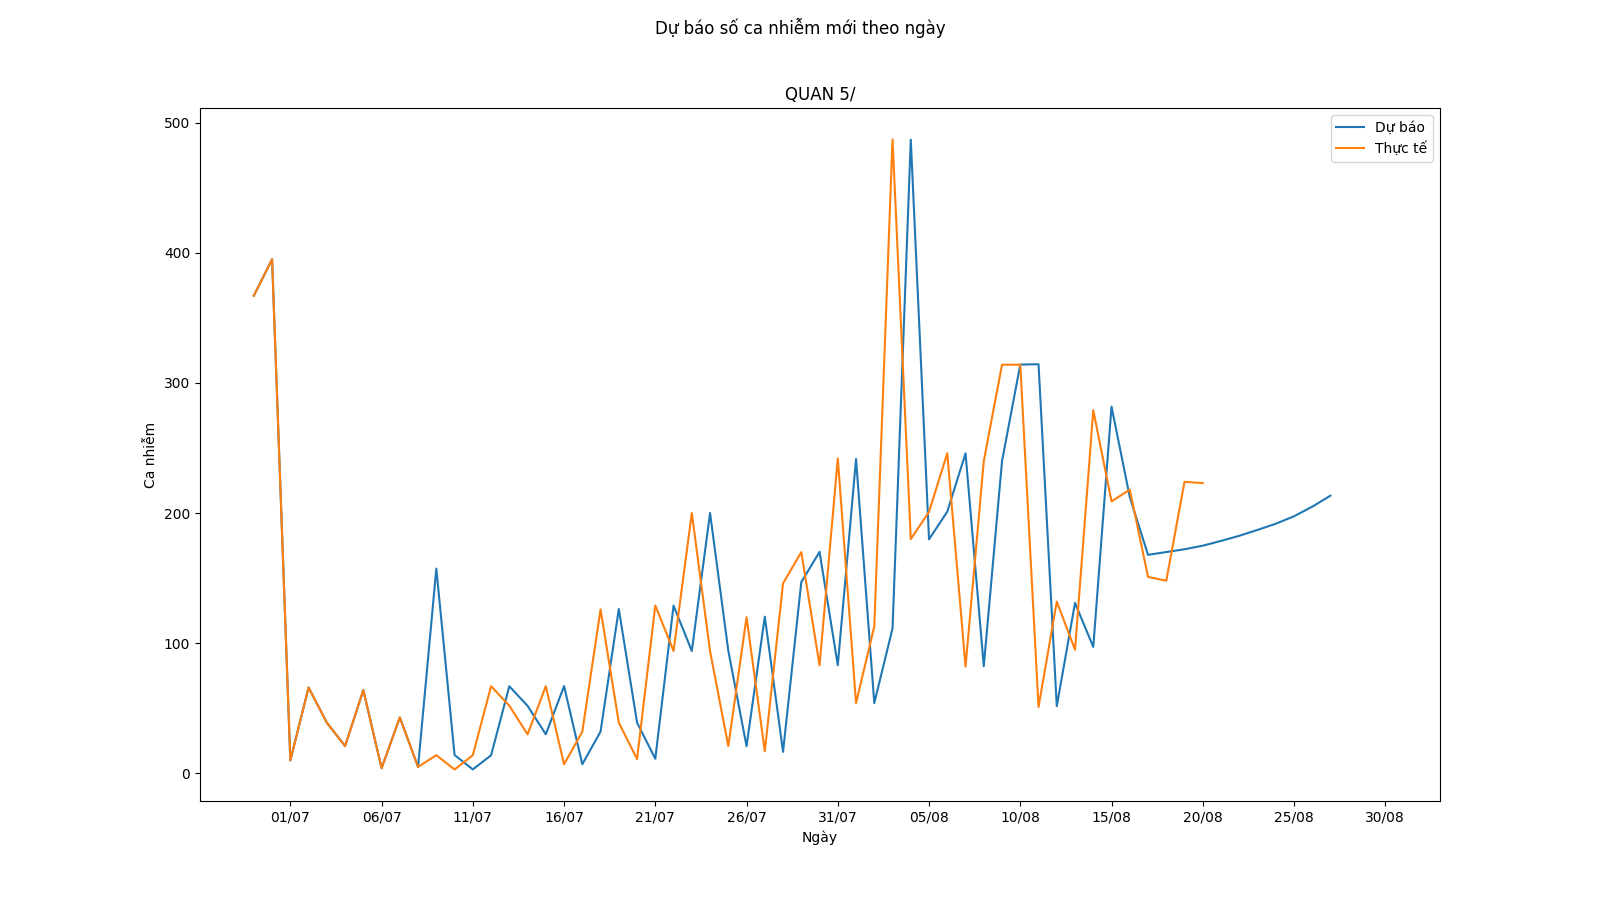 Dự báo số ca nhiễm mới theo ngày
QUAN 5/
Dự báo
Thực tế
500
400
300
200
100
0
Ca nhiễm
01/07 06/07 11/07 16/07 21/07 26/07 31/07 05/08 10/08 15/08 20/08 25/08 30/08
Ngày